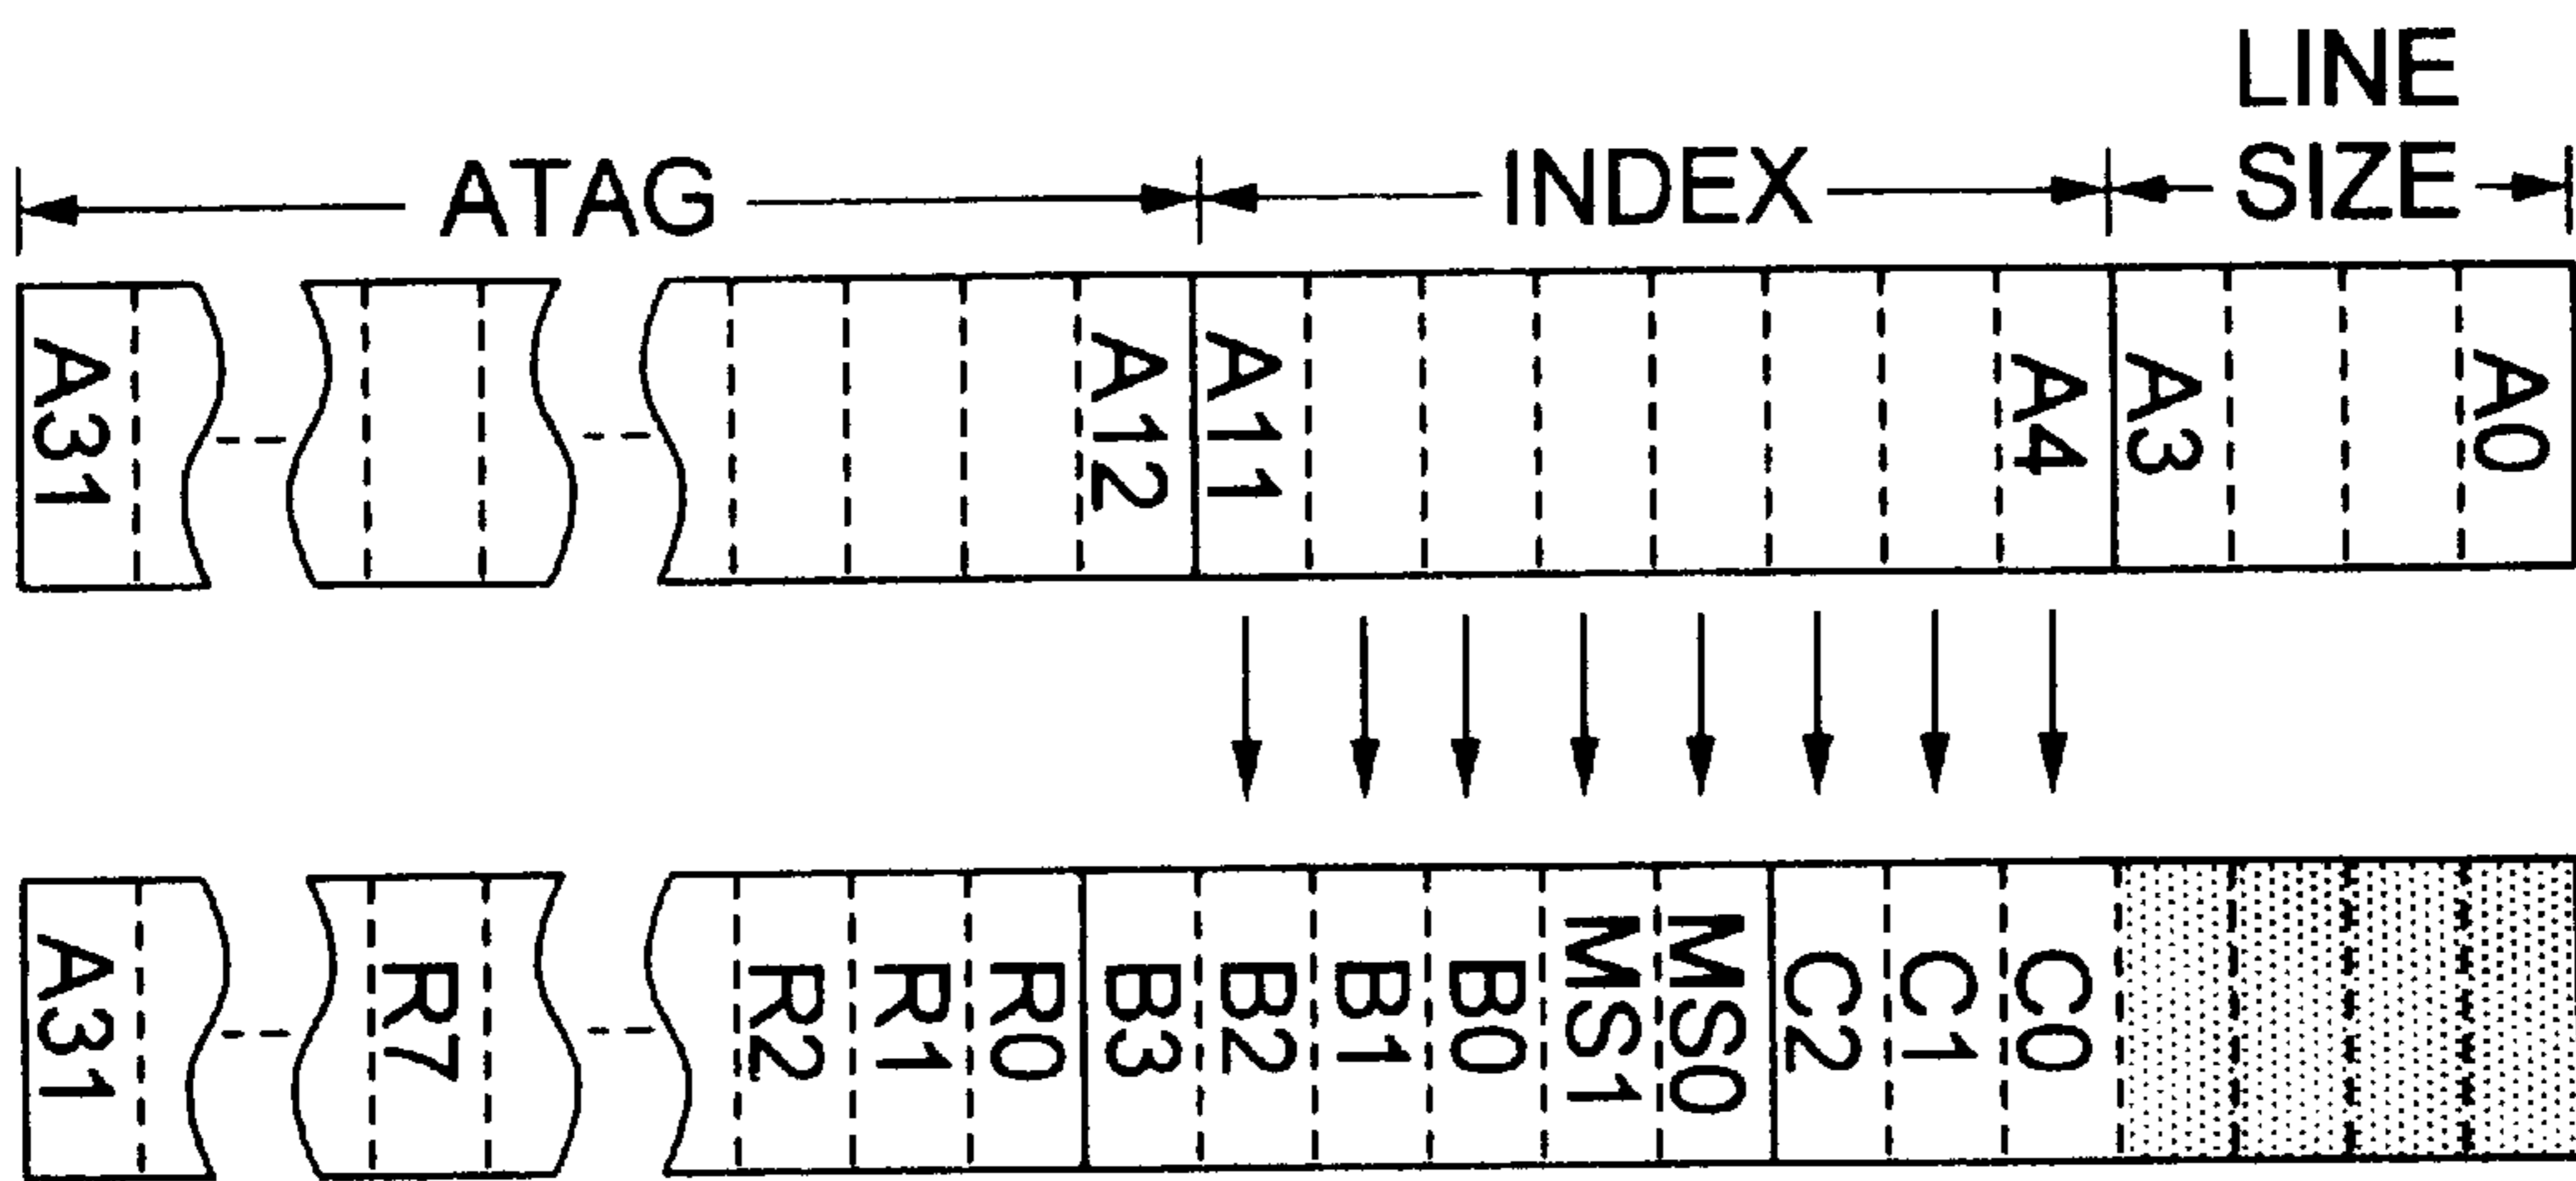 LINE
ATAG INDEX SIZE
A31 A12 A11 A4 A3 A0
A31 R7 R2 R1 R0 B3 B2 B1 B0 MS1 MS0 C2 C1 C0